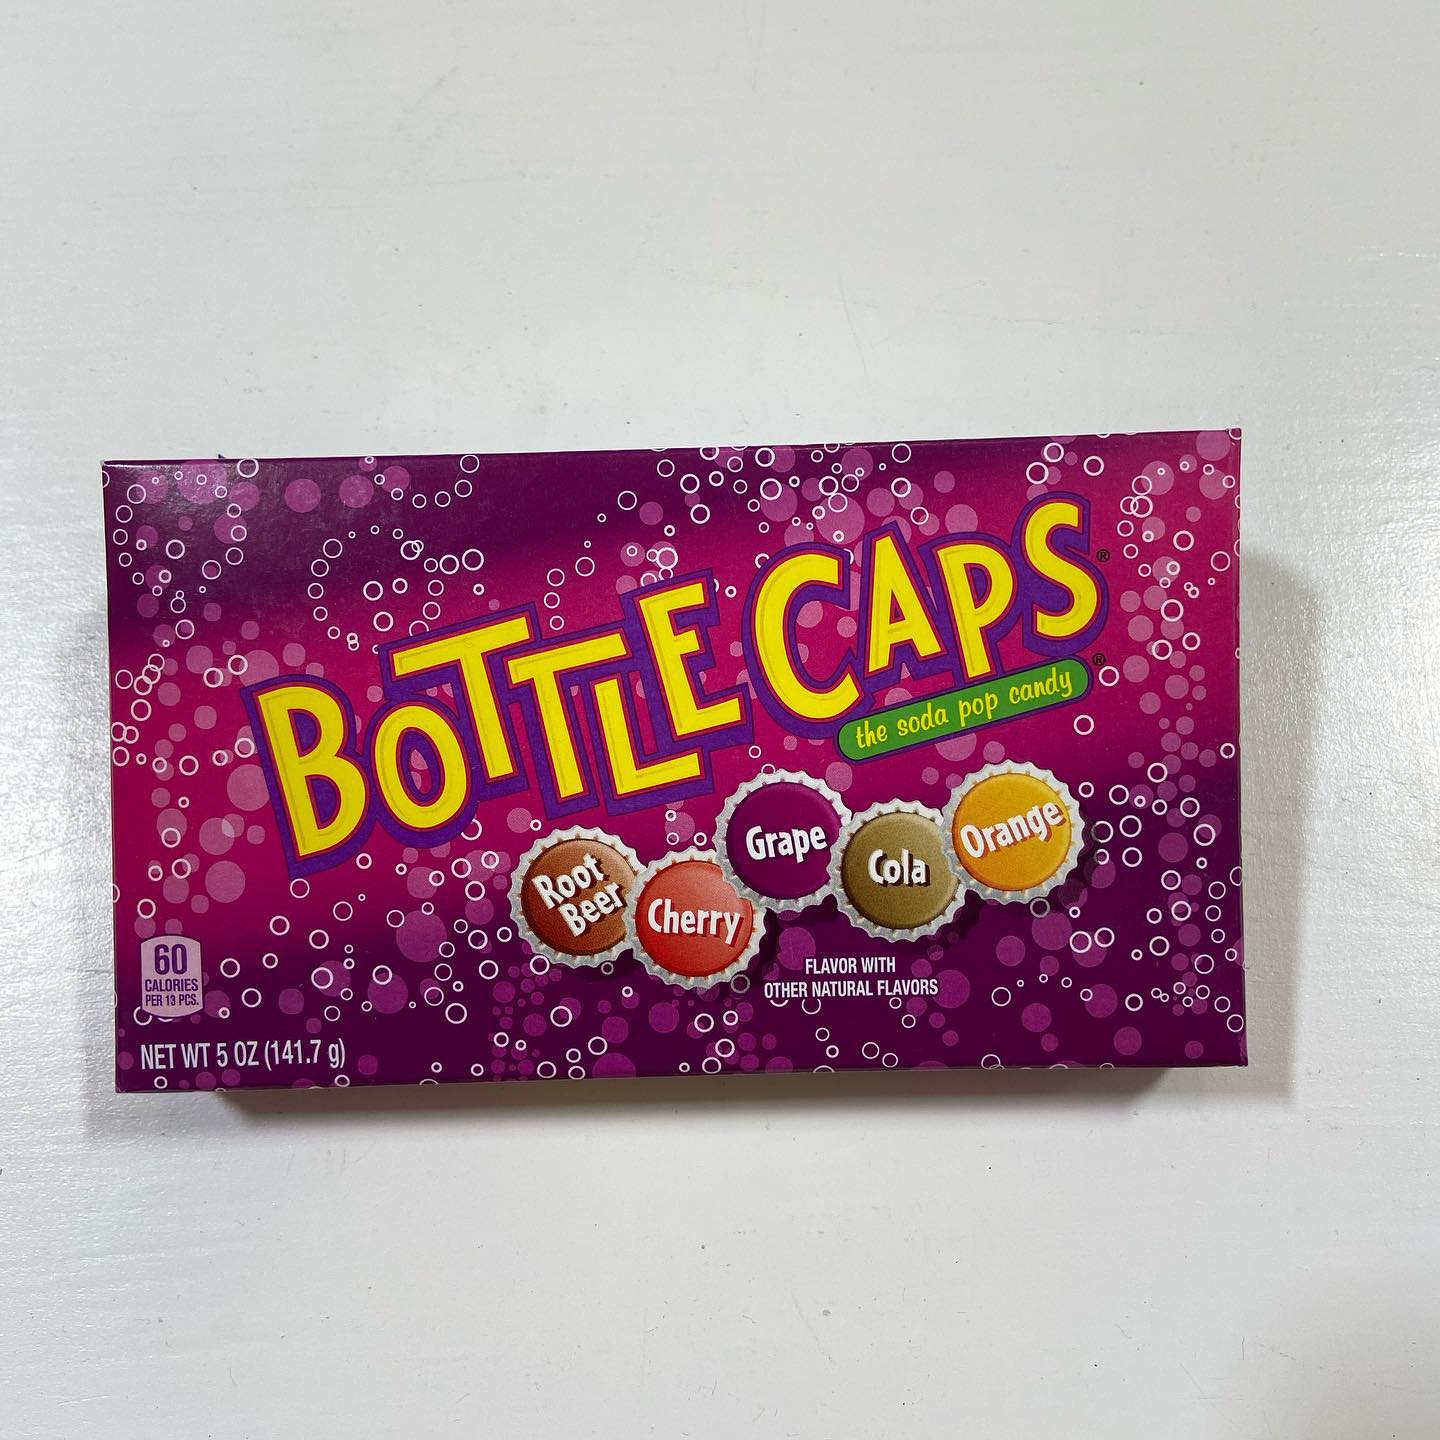 BOTTLE CAPS®
the soda pop candy®
Root
Beer
Cherry
Grape
Cola
Orange
FLAVOR WITH
OTHER NATURAL FLAVORS
60
CALORIES
PER 13 PCS.
NET WT 5 OZ (141.7 g)